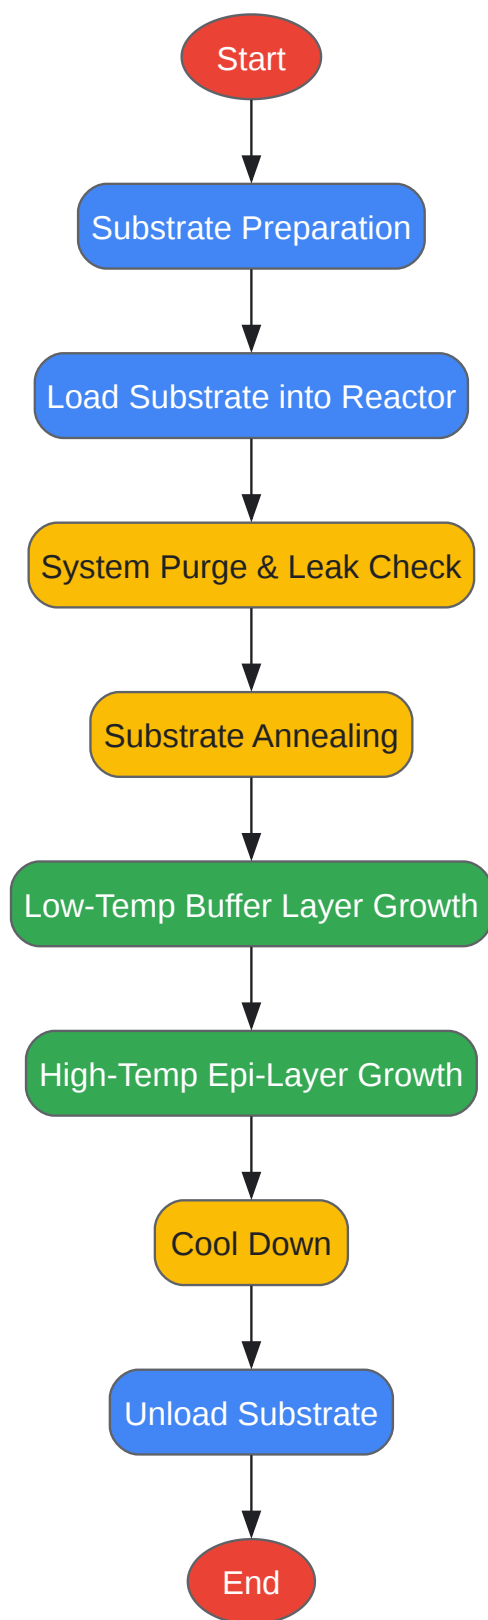 Start
Substrate Preparation
Load Substrate into Reactor
System Purge & Leak Check
Substrate Annealing
Low-Temp Buffer Layer Growth
High-Temp Epi-Layer Growth
Cool Down
Unload Substrate
End